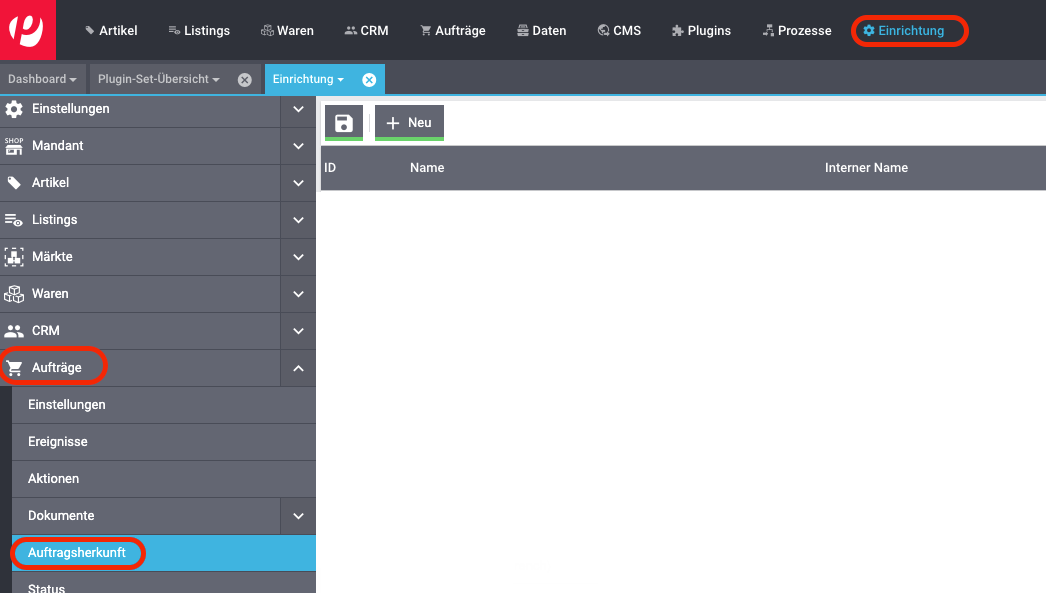 Artikel Listings Waren CRM Aufträge Daten CMS Plugins Prozesse Einrichtung
Dashboard Plugin-Set-Übersicht Einrichtung
Einstellungen
SHOP
Mandant
Artikel
Listings
Märkte
Waren
CRM
Aufträge
Einstellungen
Ereignisse
Aktionen
Dokumente
Auftragsherkunft
Status
Neu
ID Name Interner Name